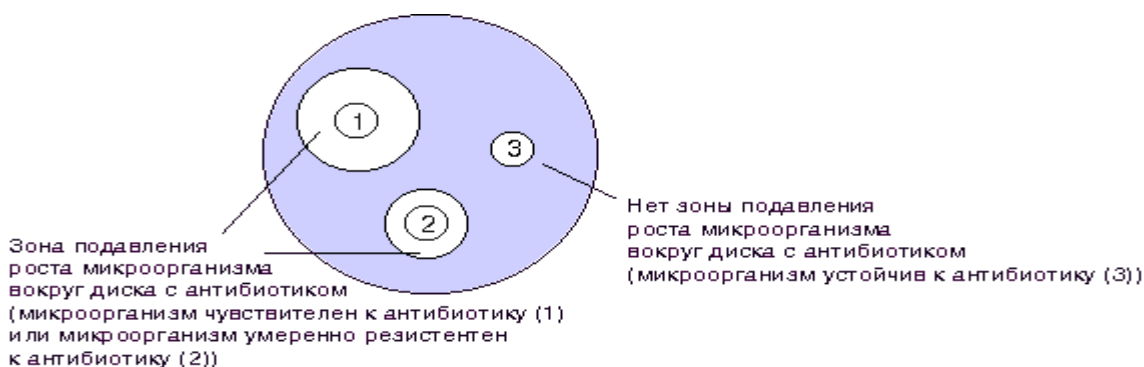 1
3
2
Зона подавления
роста микроорганизма
вокруг диска с антибиотиком
(микроорганизм чувствителен к антибиотику (1)
или микроорганизм умеренно резистентен
к антибиотику (2))
Нет зоны подавления
роста микроорганизма
вокруг диска с антибиотиком
(микроорганизм устойчив к антибиотику (3))